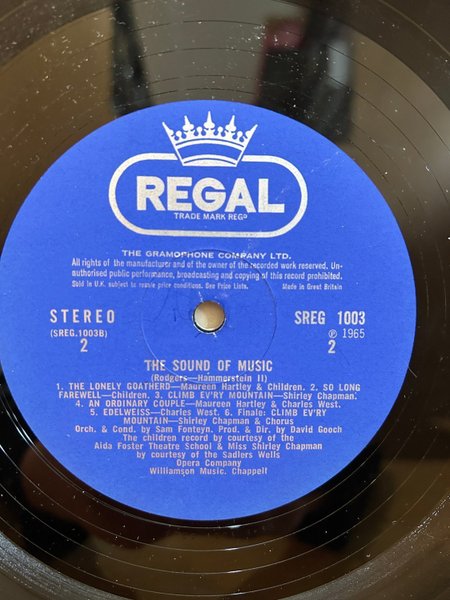 REGAL
TRADE MARK REGD
THE GRAMOPHONE COMPANY LTD.
All rights of the manufacturer and of the owner of the recorded work reserved. Un-
authorised public performance, broadcasting and copying of this record prohibited.
Sold in U.K. subject to resale price conditions. See Price Lists. Made in Great Britain
STEREO SREG 1003
(SREG.1003B) ℗ 1965
2 2
THE SOUND OF MUSIC
(Rodgers—Hammerstein II)
1. THE LONELY GOATHERD—Maureen Hartley & Children. 2. SO LONG
FAREWELL—Children. 3. CLIMB EV'RY MOUNTAIN—Shirley Chapman.
4. AN ORDINARY COUPLE—Maureen Hartley & Charles West.
5. EDELWEISS—Charles West. 6. Finale: CLIMB EV'RY
MOUNTAIN—Shirley Chapman & Chorus
Orch. & Cond. by Sam Fonteyn. Prod. & Dir. by David Gooch
The children record by courtesy of the
Aida Foster Theatre School & Miss Shirley Chapman
by courtesy of the Sadlers Wells
Opera Company
Williamson Music. Chappell